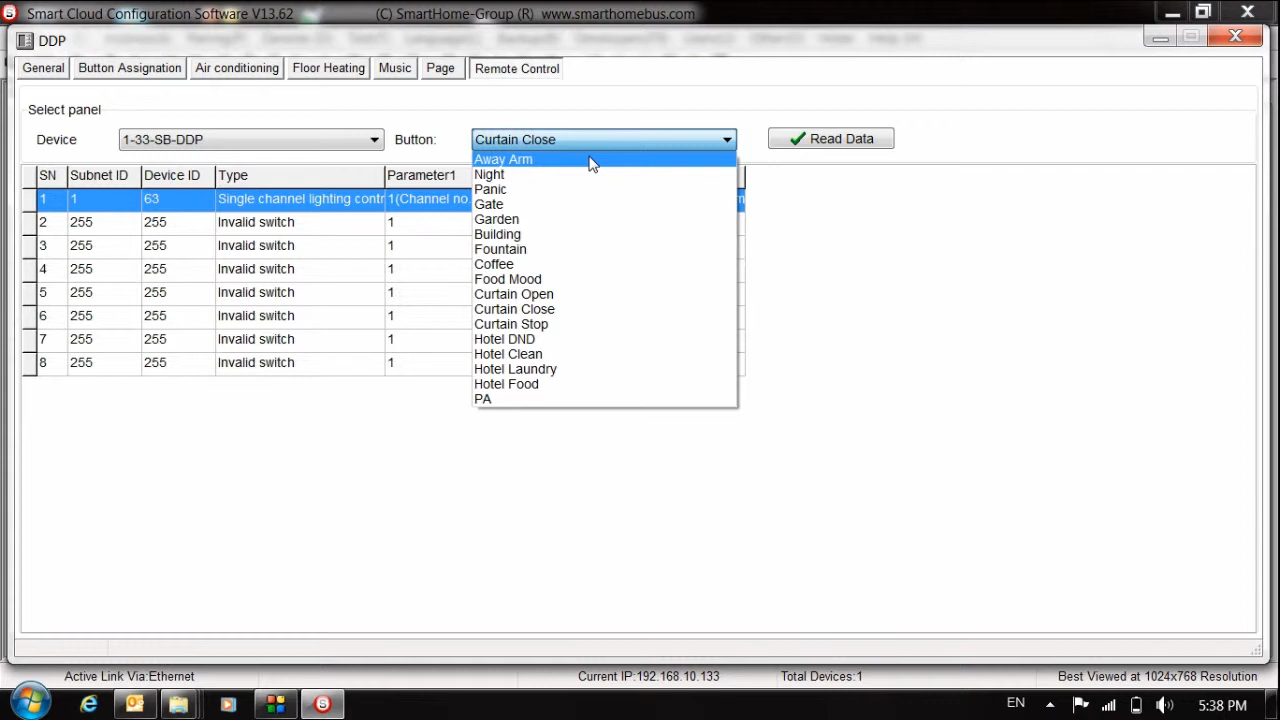 Smart Cloud Configuration Software V13.62 (C) SmartHome-Group (R) www.smarthomebus.com
DDP
General Button Assignation Air conditioning Floor Heating Music Page Remote Control
Select panel
Device 1-33-SB-DDP Button: Curtain Close Read Data
SN Subnet ID Device ID Type Parameter1
1 1 63 Single channel lighting contr 1(Channel no.
2 255 255 Invalid switch 1
3 255 255 Invalid switch 1
4 255 255 Invalid switch 1
5 255 255 Invalid switch 1
6 255 255 Invalid switch 1
7 255 255 Invalid switch 1
8 255 255 Invalid switch 1
Away Arm
Night
Panic
Gate
Garden
Building
Fountain
Coffee
Food Mood
Curtain Open
Curtain Close
Curtain Stop
Hotel DND
Hotel Clean
Hotel Laundry
Hotel Food
PA
Active Link Via:Ethernet Current IP:192.168.10.133 Total Devices:1 Best Viewed at 1024x768 Resolution
EN 5:38 PM